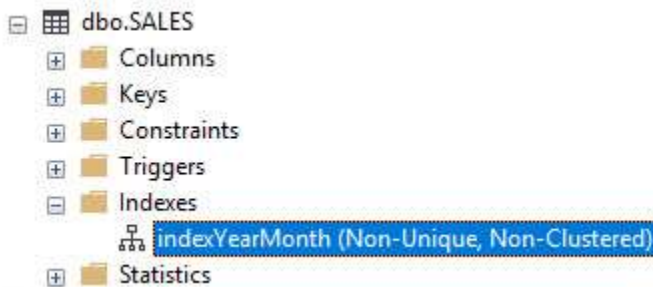 dbo.SALES
Columns
Keys
Constraints
Triggers
Indexes
indexYearMonth (Non-Unique, Non-Clustered)
Statistics